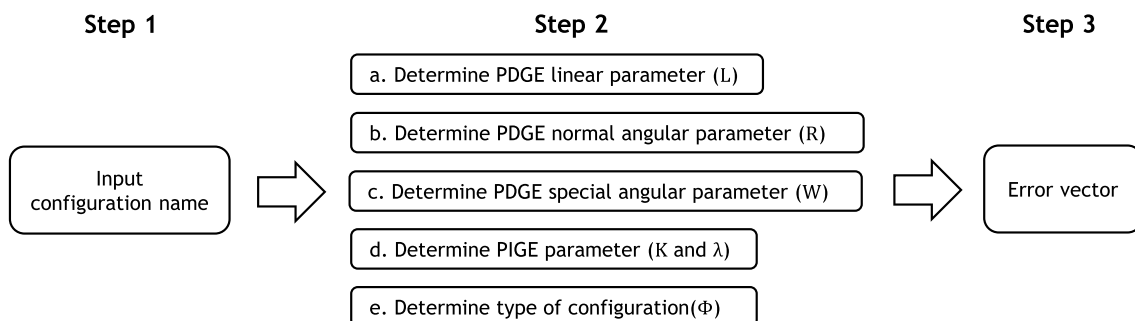 Step 1
Step 2
Step 3
a. Determine PDGE linear parameter (L)
b. Determine PDGE normal angular parameter (R)
Input
configuration name
c. Determine PDGE special angular parameter (W)
Error vector
d. Determine PIGE parameter (K and λ)
e. Determine type of configuration(Φ)